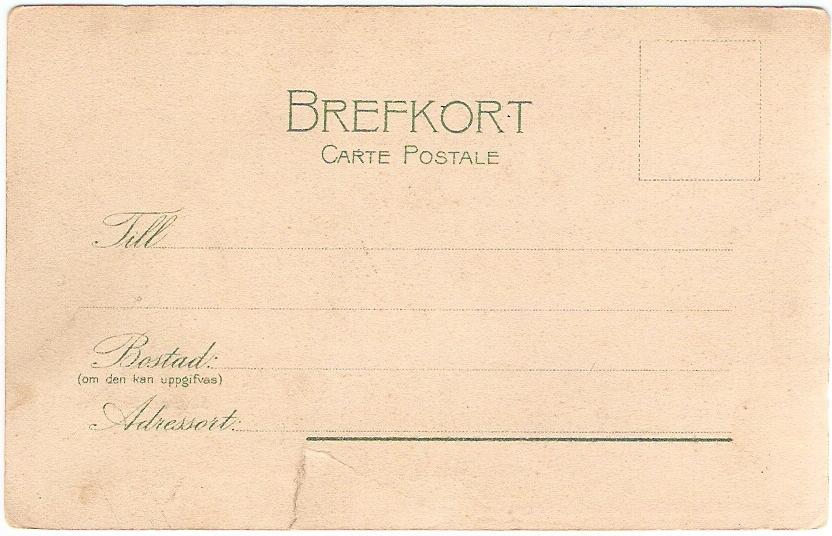 BREFKORT
CARTE POSTALE
Till
Bostad:
(om den kan uppgifvas)
Adressort: